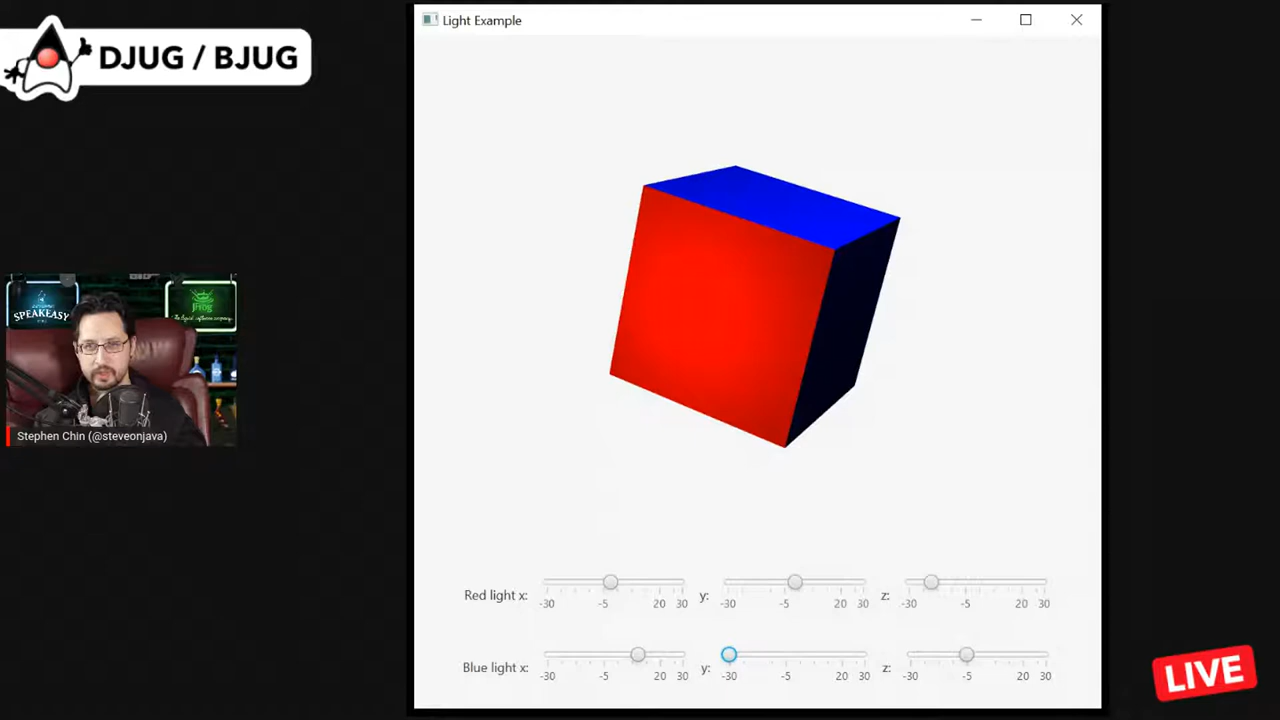 DJUG / BJUG
Light Example
SPEAKEASY
JFrog
Stephen Chin (@steveonjava)
Red light x:
-30 -5 20 30
y:
-30 -5 20 30
z:
-30 -5 20 30
Blue light x:
-30 -5 20 30
y:
-30 -5 20 30
z:
-30 -5 20 30
LIVE